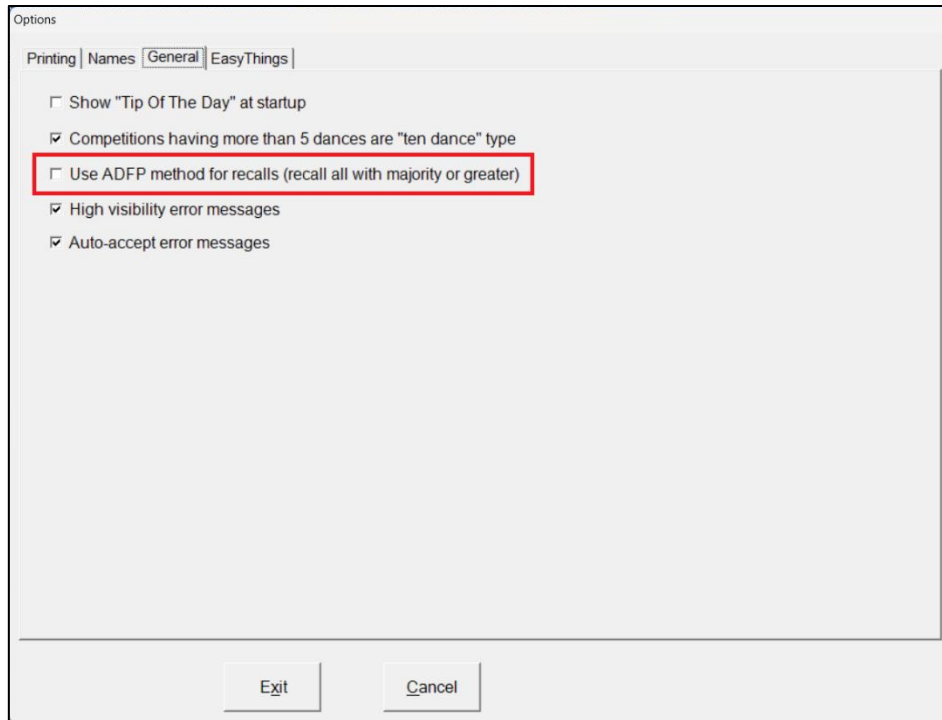 Options
Printing Names General EasyThings
Show "Tip Of The Day" at startup
Competitions having more than 5 dances are "ten dance" type
Use ADFP method for recalls (recall all with majority or greater)
High visibility error messages
Auto-accept error messages
Exit Cancel